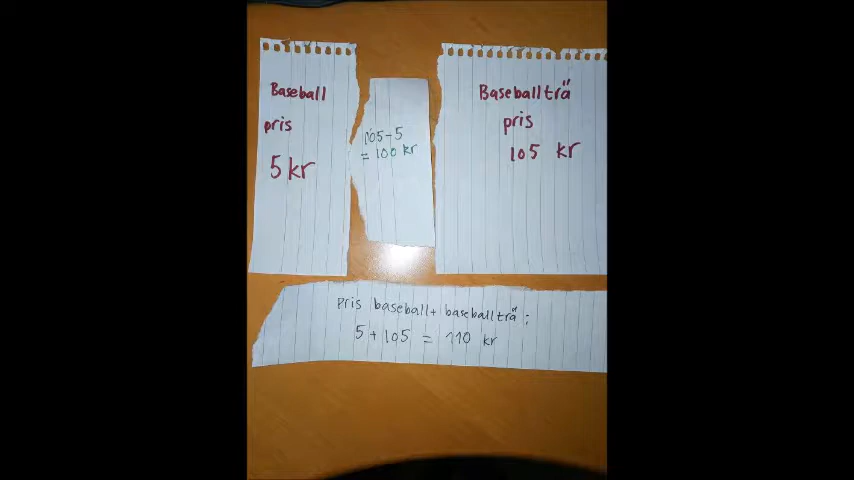 Baseball
pris
5 kr
105-5
= 100 kr
Baseballträ
pris
105 kr
Pris baseball + baseballträ:
5 + 105 = 110 kr